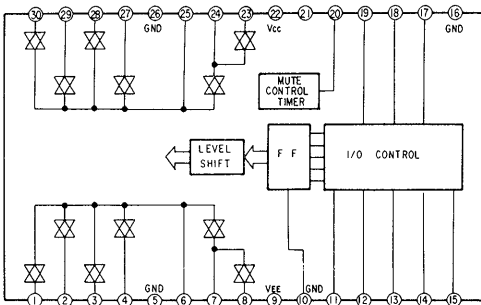 30 29 28 27 26 25 24 23 22 21 20 19 18 17 16
GND Vcc GND
MUTE
CONTROL
TIMER
LEVEL
SHIFT
F F
I/O CONTROL
GND VEE GND
1 2 3 4 5 6 7 8 9 10 11 12 13 14 15